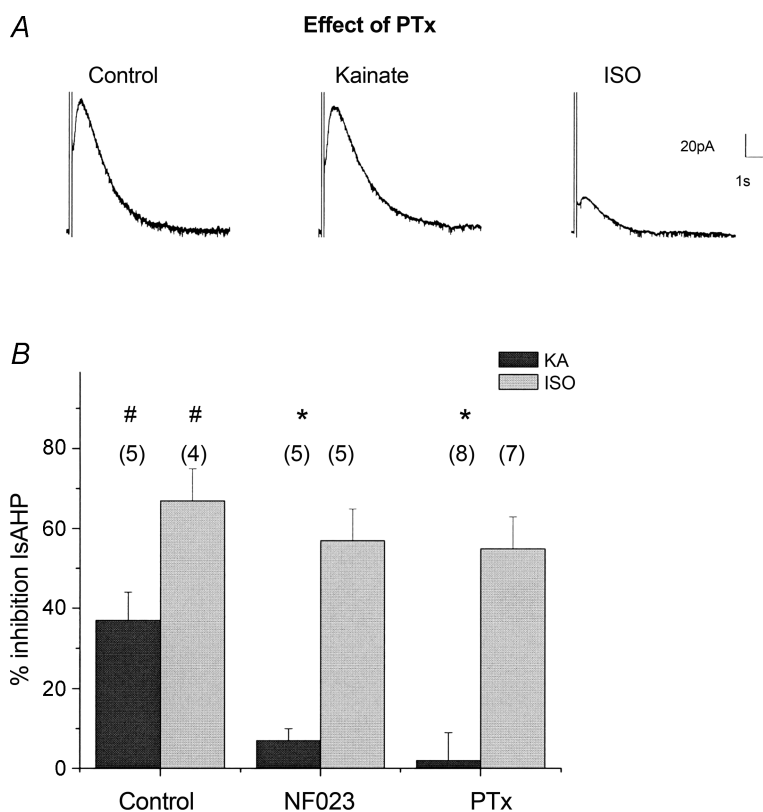 A
Effect of PTx
Control
Kainate
ISO
20pA
1s
B
KA
ISO
# # * *
(5) (4) (5) (5) (8) (7)
80
60
40
20
0
% inhibition IsAHP
Control NF023 PTx